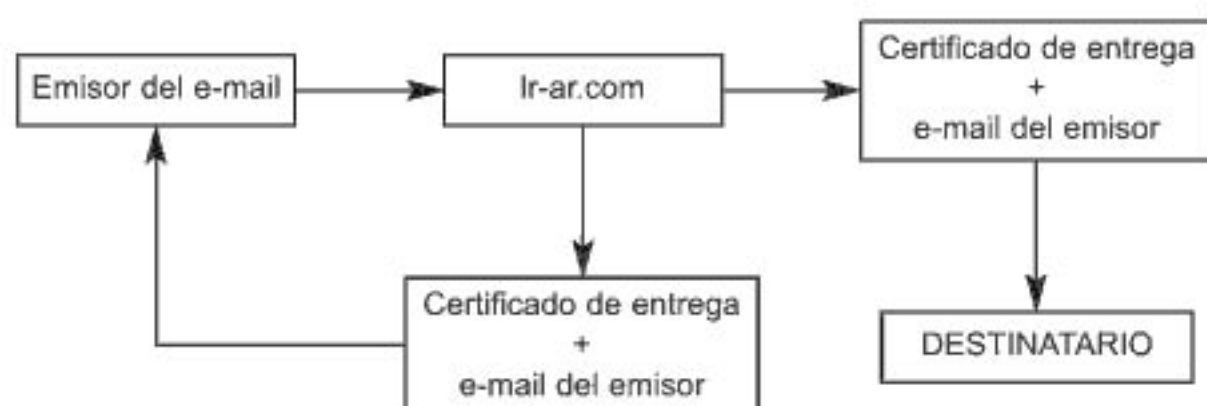 Emisor del e-mail
lr-ar.com
Certificado de entrega
+
e-mail del emisor
Certificado de entrega
+
e-mail del emisor
DESTINATARIO